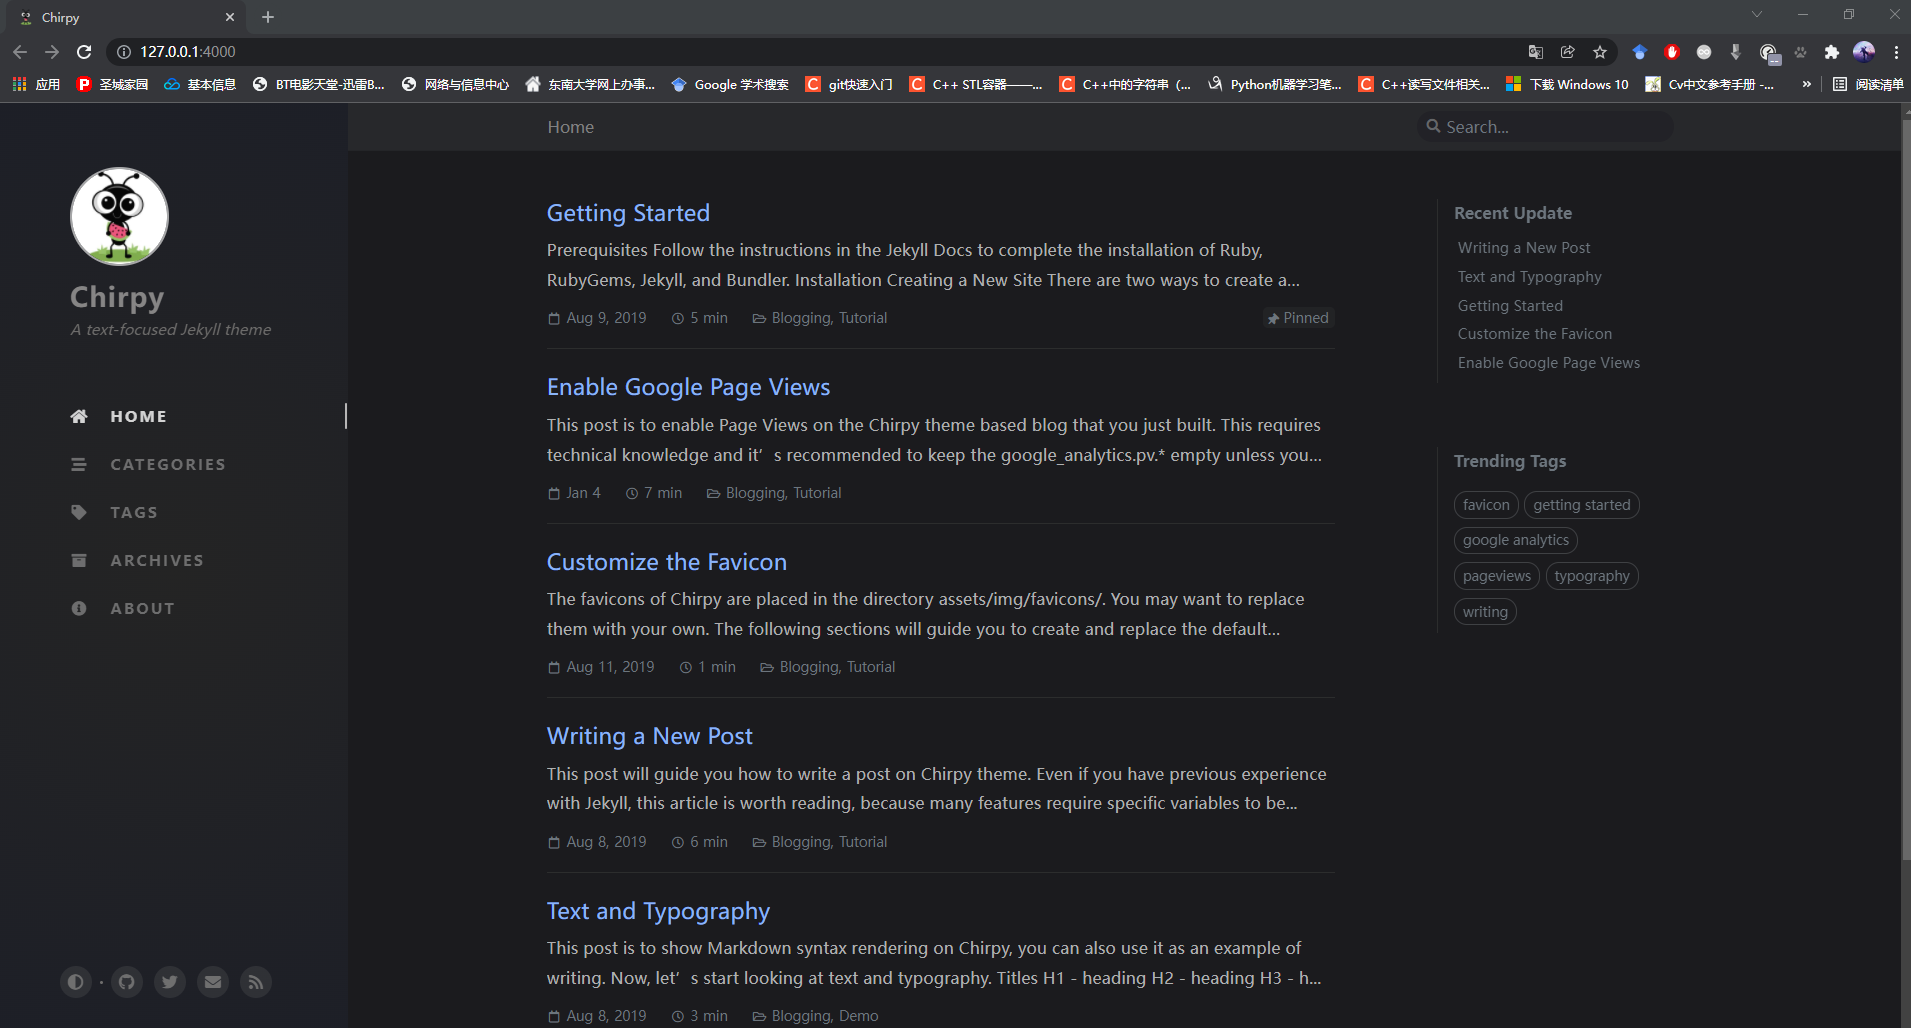 Chirpy
127.0.0.1:4000
应用
圣城家园
基本信息
BT电影天堂-迅雷B...
网络与信息中心
东南大学网上办事...
Google 学术搜索
git快速入门
C++ STL容器——...
C++中的字符串（...
Python机器学习笔...
C++读写文件相关...
下载 Windows 10
Cv中文参考手册 -...
»
阅读清单
Chirpy
A text-focused Jekyll theme
HOME
CATEGORIES
TAGS
ARCHIVES
ABOUT
Home
Search...
Getting Started
Prerequisites Follow the instructions in the Jekyll Docs to complete the installation of Ruby,
RubyGems, Jekyll, and Bundler. Installation Creating a New Site There are two ways to create a...
Aug 9, 2019 5 min Blogging, Tutorial Pinned
Enable Google Page Views
This post is to enable Page Views on the Chirpy theme based blog that you just built. This requires
technical knowledge and it’s recommended to keep the google_analytics.pv.* empty unless you...
Jan 4 7 min Blogging, Tutorial
Customize the Favicon
The favicons of Chirpy are placed in the directory assets/img/favicons/. You may want to replace
them with your own. The following sections will guide you to create and replace the default...
Aug 11, 2019 1 min Blogging, Tutorial
Writing a New Post
This post will guide you how to write a post on Chirpy theme. Even if you have previous experience
with Jekyll, this article is worth reading, because many features require specific variables to be...
Aug 8, 2019 6 min Blogging, Tutorial
Text and Typography
This post is to show Markdown syntax rendering on Chirpy, you can also use it as an example of
writing. Now, let’s start looking at text and typography. Titles H1 - heading H2 - heading H3 - h...
Aug 8, 2019 3 min Blogging, Demo
Recent Update
Writing a New Post
Text and Typography
Getting Started
Customize the Favicon
Enable Google Page Views
Trending Tags
favicon getting started
google analytics
pageviews typography
writing